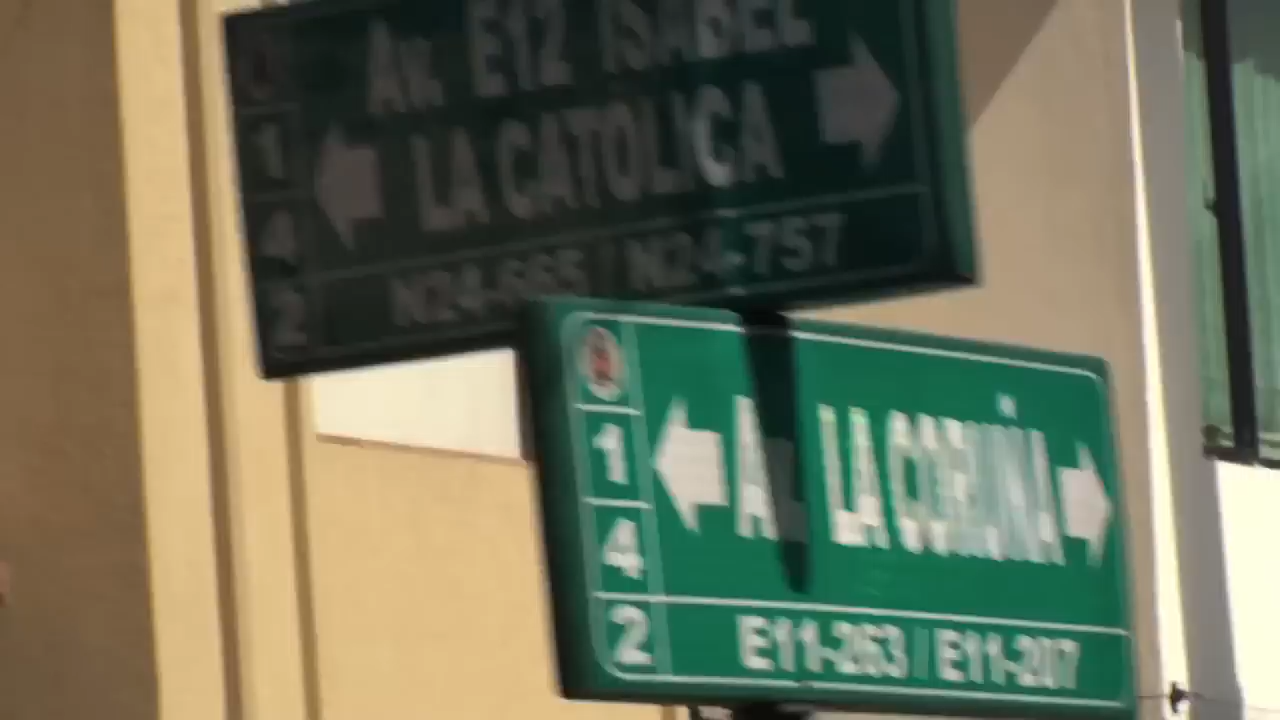 Av. E12 ISABEL
LA CATOLICA
1
4
2
N24-665 / N24-757
LA CORUÑA
1
4
2
E11-263 / E11-207